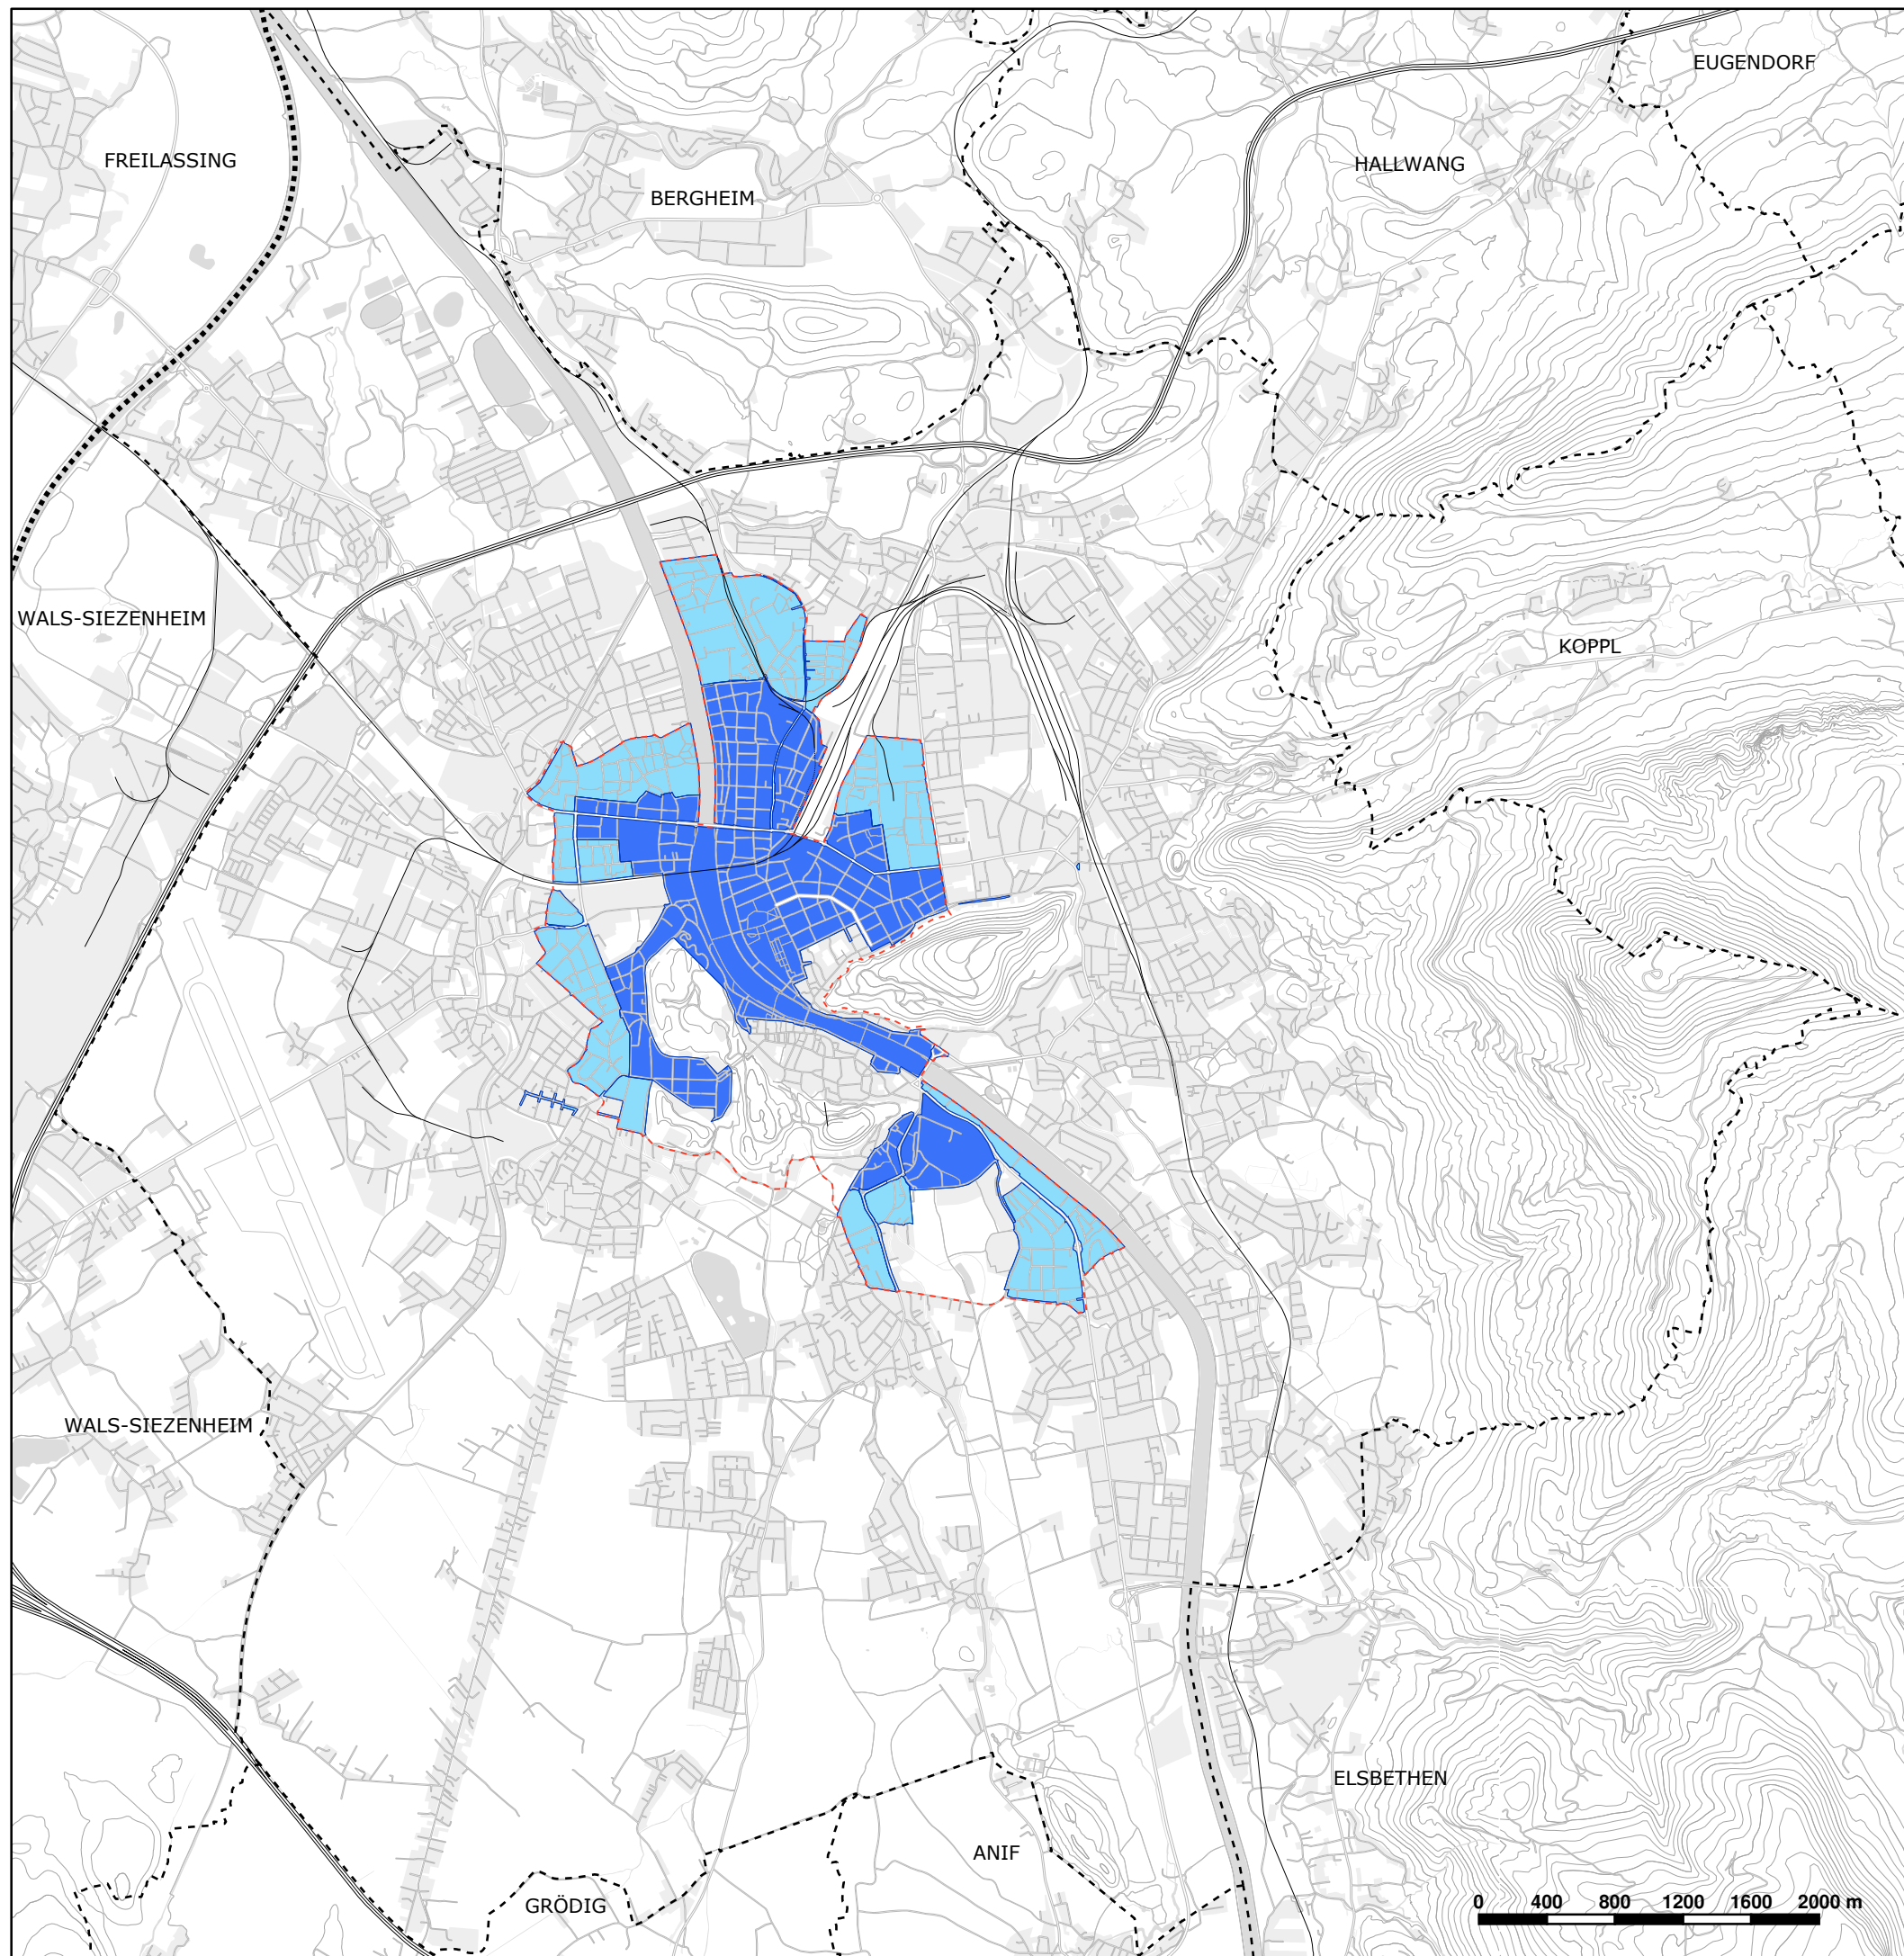 EUGENDORF
FREILASSING
HALLWANG
BERGHEIM
WALS-SIEZENHEIM
KOPPL
WALS-SIEZENHEIM
ELSBETHEN
ANIF
GRÖDIG
0 400 800 1200 1600 2000 m